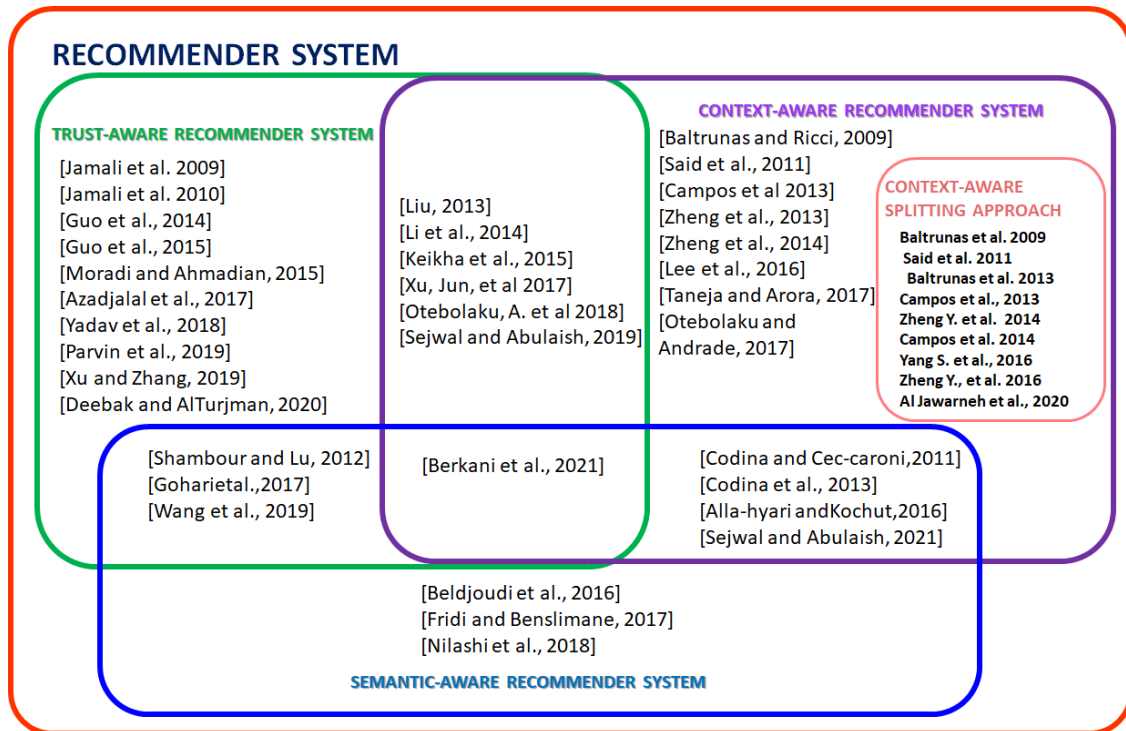 RECOMMENDER SYSTEM
TRUST-AWARE RECOMMENDER SYSTEM
[Jamali et al. 2009]
[Jamali et al. 2010]
[Guo et al., 2014]
[Guo et al., 2015]
[Moradi and Ahmadian, 2015]
[Azadjalal et al., 2017]
[Yadav et al., 2018]
[Parvin et al., 2019]
[Xu and Zhang, 2019]
[Deebak and AlTurjman, 2020]
[Liu, 2013]
[Li et al., 2014]
[Keikha et al., 2015]
[Xu, Jun, et al 2017]
[Otebolaku, A. et al 2018]
[Sejwal and Abulaish, 2019]
CONTEXT-AWARE RECOMMENDER SYSTEM
[Baltrunas and Ricci, 2009]
[Said et al., 2011]
[Campos et al 2013]
[Zheng et al., 2013]
[Zheng et al., 2014]
[Lee et al., 2016]
[Taneja and Arora, 2017]
[Otebolaku and
Andrade, 2017]
CONTEXT-AWARE
SPLITTING APPROACH
Baltrunas et al. 2009
Said et al. 2011
Baltrunas et al. 2013
Campos et al., 2013
Zheng Y. et al. 2014
Campos et al. 2014
Yang S. et al., 2016
Zheng Y., et al. 2016
Al Jawarneh et al., 2020
[Shambour and Lu, 2012]
[Goharietal.,2017]
[Wang et al., 2019]
[Berkani et al., 2021]
[Codina and Cec-caroni,2011]
[Codina et al., 2013]
[Alla-hyari andKochut,2016]
[Sejwal and Abulaish, 2021]
[Beldjoudi et al., 2016]
[Fridi and Benslimane, 2017]
[Nilashi et al., 2018]
SEMANTIC-AWARE RECOMMENDER SYSTEM